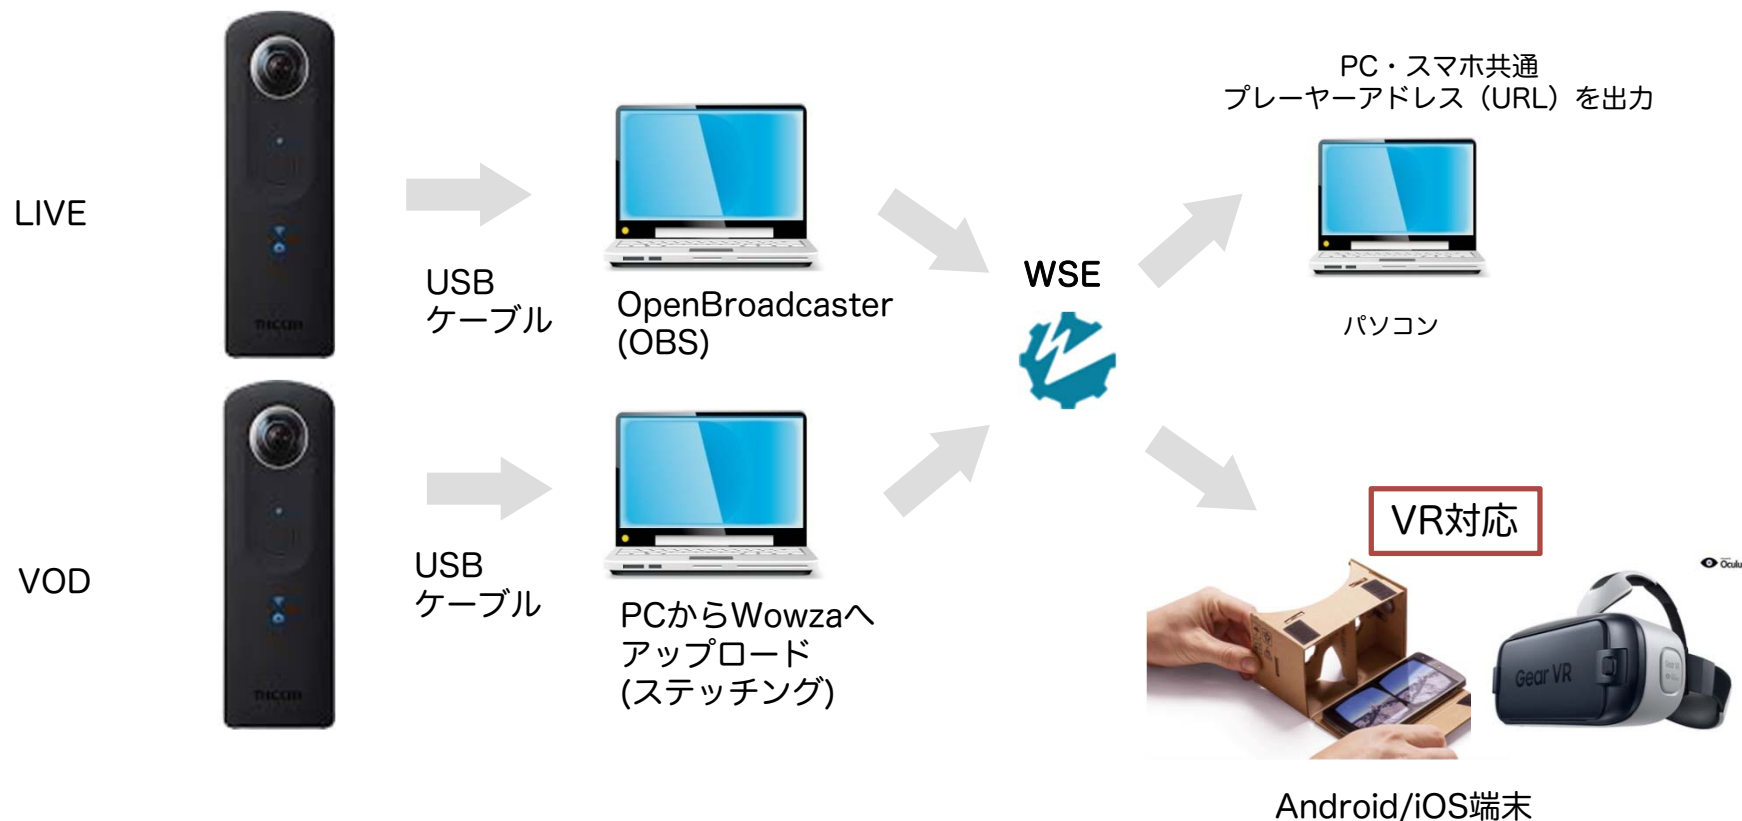 LIVE
USB
ケーブル
OpenBroadcaster
(OBS)
WSE
PC・スマホ共通
プレーヤーアドレス（URL）を出力
パソコン
VOD
USB
ケーブル
PCからWowzaへ
アップロード
(ステッチング)
VR対応
Oculu
Gear VR
Android/iOS端末